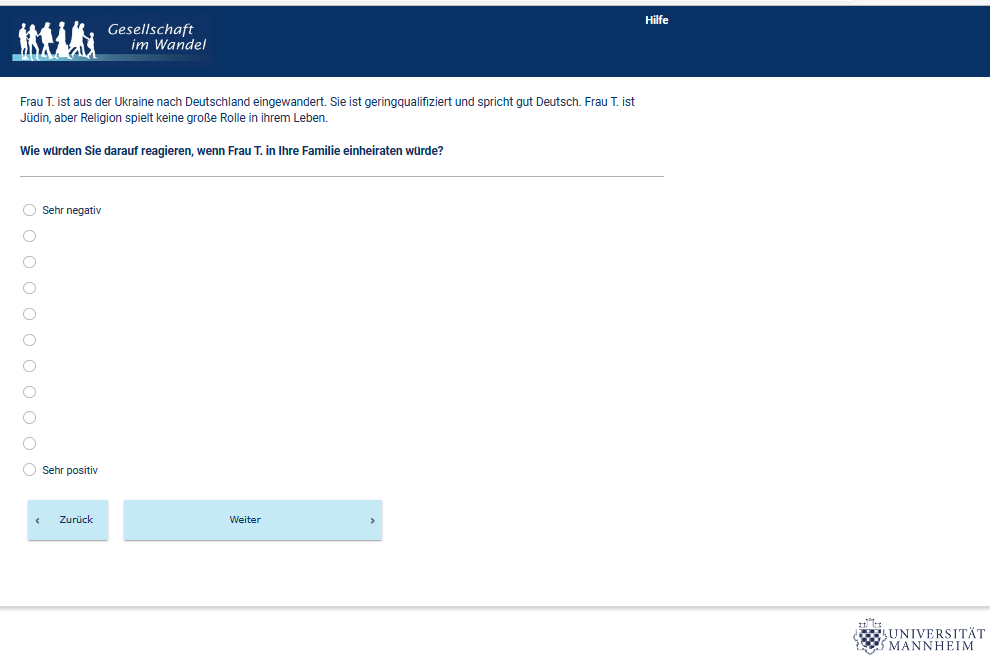 Gesellschaft
im Wandel
Hilfe
Frau T. ist aus der Ukraine nach Deutschland eingewandert. Sie ist geringqualifiziert und spricht gut Deutsch. Frau T. ist
Jüdin, aber Religion spielt keine große Rolle in ihrem Leben.
Wie würden Sie darauf reagieren, wenn Frau T. in Ihre Familie einheiraten würde?
Sehr negativ
Sehr positiv
‹ Zurück
Weiter ›
UNIVERSITÄT
MANNHEIM